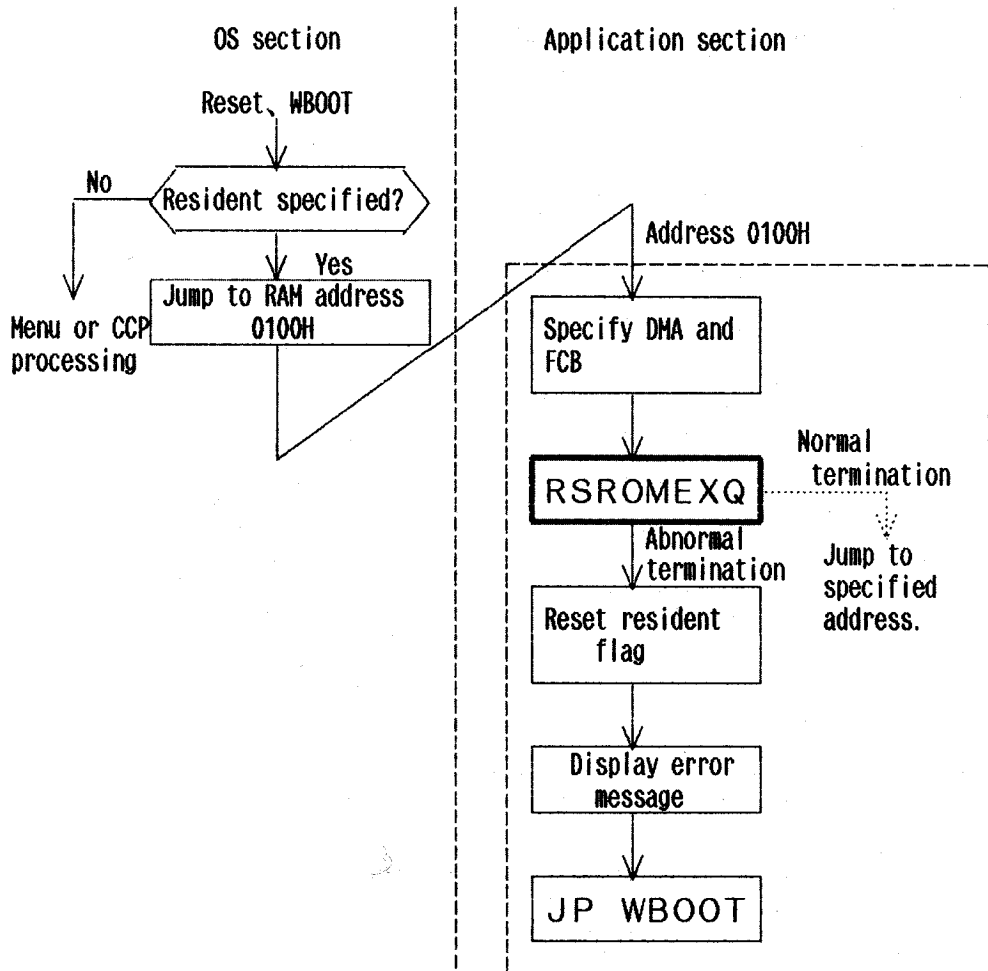 OS section
Reset、WBOOT
No
Resident specified?
Yes
Jump to RAM address
0100H
Menu or CCP
processing
Application section
Address 0100H
Specify DMA and
FCB
RSROMEXQ
Normal
termination
Jump to
specified
address.
Abnormal
termination
Reset resident
flag
Display error
message
JP WBOOT